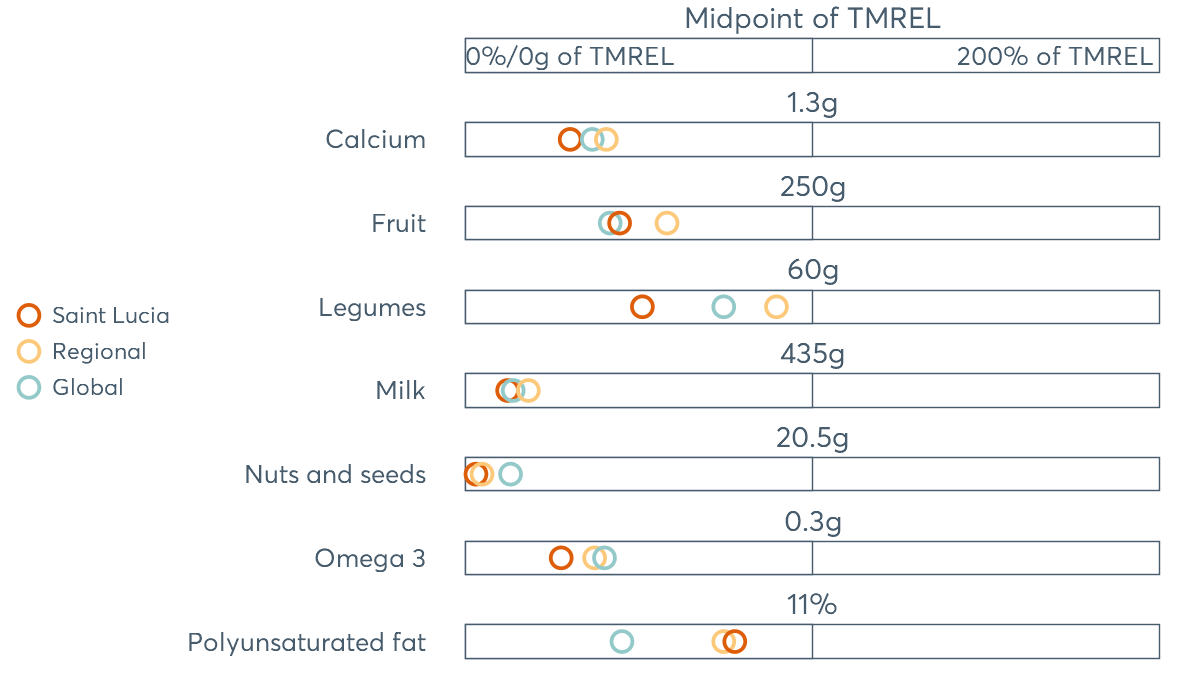 Midpoint of TMREL
0%/0g of TMREL
200% of TMREL
1.3g
Calcium
250g
Fruit
60g
Legumes
435g
Milk
20.5g
Nuts and seeds
0.3g
Omega 3
11%
Polyunsaturated fat
Saint Lucia
Regional
Global